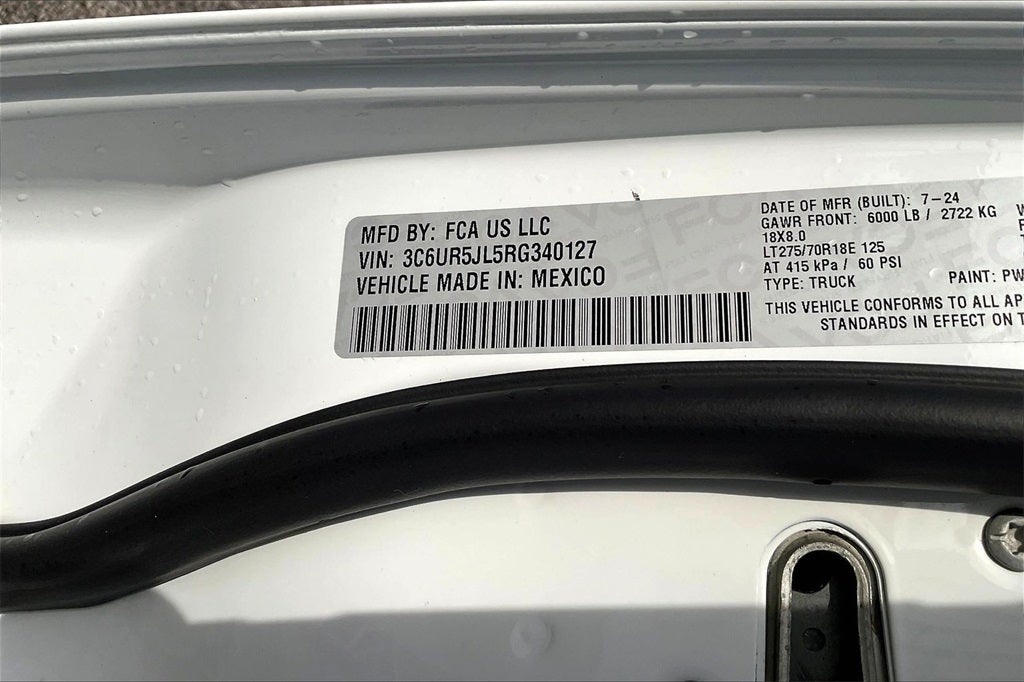 MFD BY: FCA US LLC
VIN: 3C6UR5JL5RG340127
VEHICLE MADE IN: MEXICO
DATE OF MFR (BUILT): 7-24
GAWR FRONT: 6000 LB / 2722 KG
18X8.0
LT275/70R18E 125
AT 415 kPa / 60 PSI
TYPE: TRUCK PAINT: PW
THIS VEHICLE CONFORMS TO ALL AP
STANDARDS IN EFFECT ON T